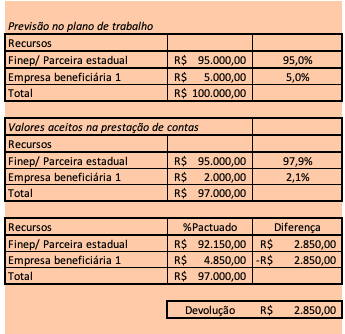 Previsão no plano de trabalho
Recursos
Finep/ Parceira estadual R$ 95.000,00 95,0%
Empresa beneficiária 1 R$ 5.000,00 5,0%
Total R$ 100.000,00
Valores aceitos na prestação de contas
Recursos
Finep/ Parceira estadual R$ 95.000,00 97,9%
Empresa beneficiária 1 R$ 2.000,00 2,1%
Total R$ 97.000,00
Recursos %Pactuado Diferença
Finep/ Parceira estadual R$ 92.150,00 R$ 2.850,00
Empresa beneficiária 1 R$ 4.850,00 -R$ 2.850,00
Total R$ 97.000,00
Devolução R$ 2.850,00